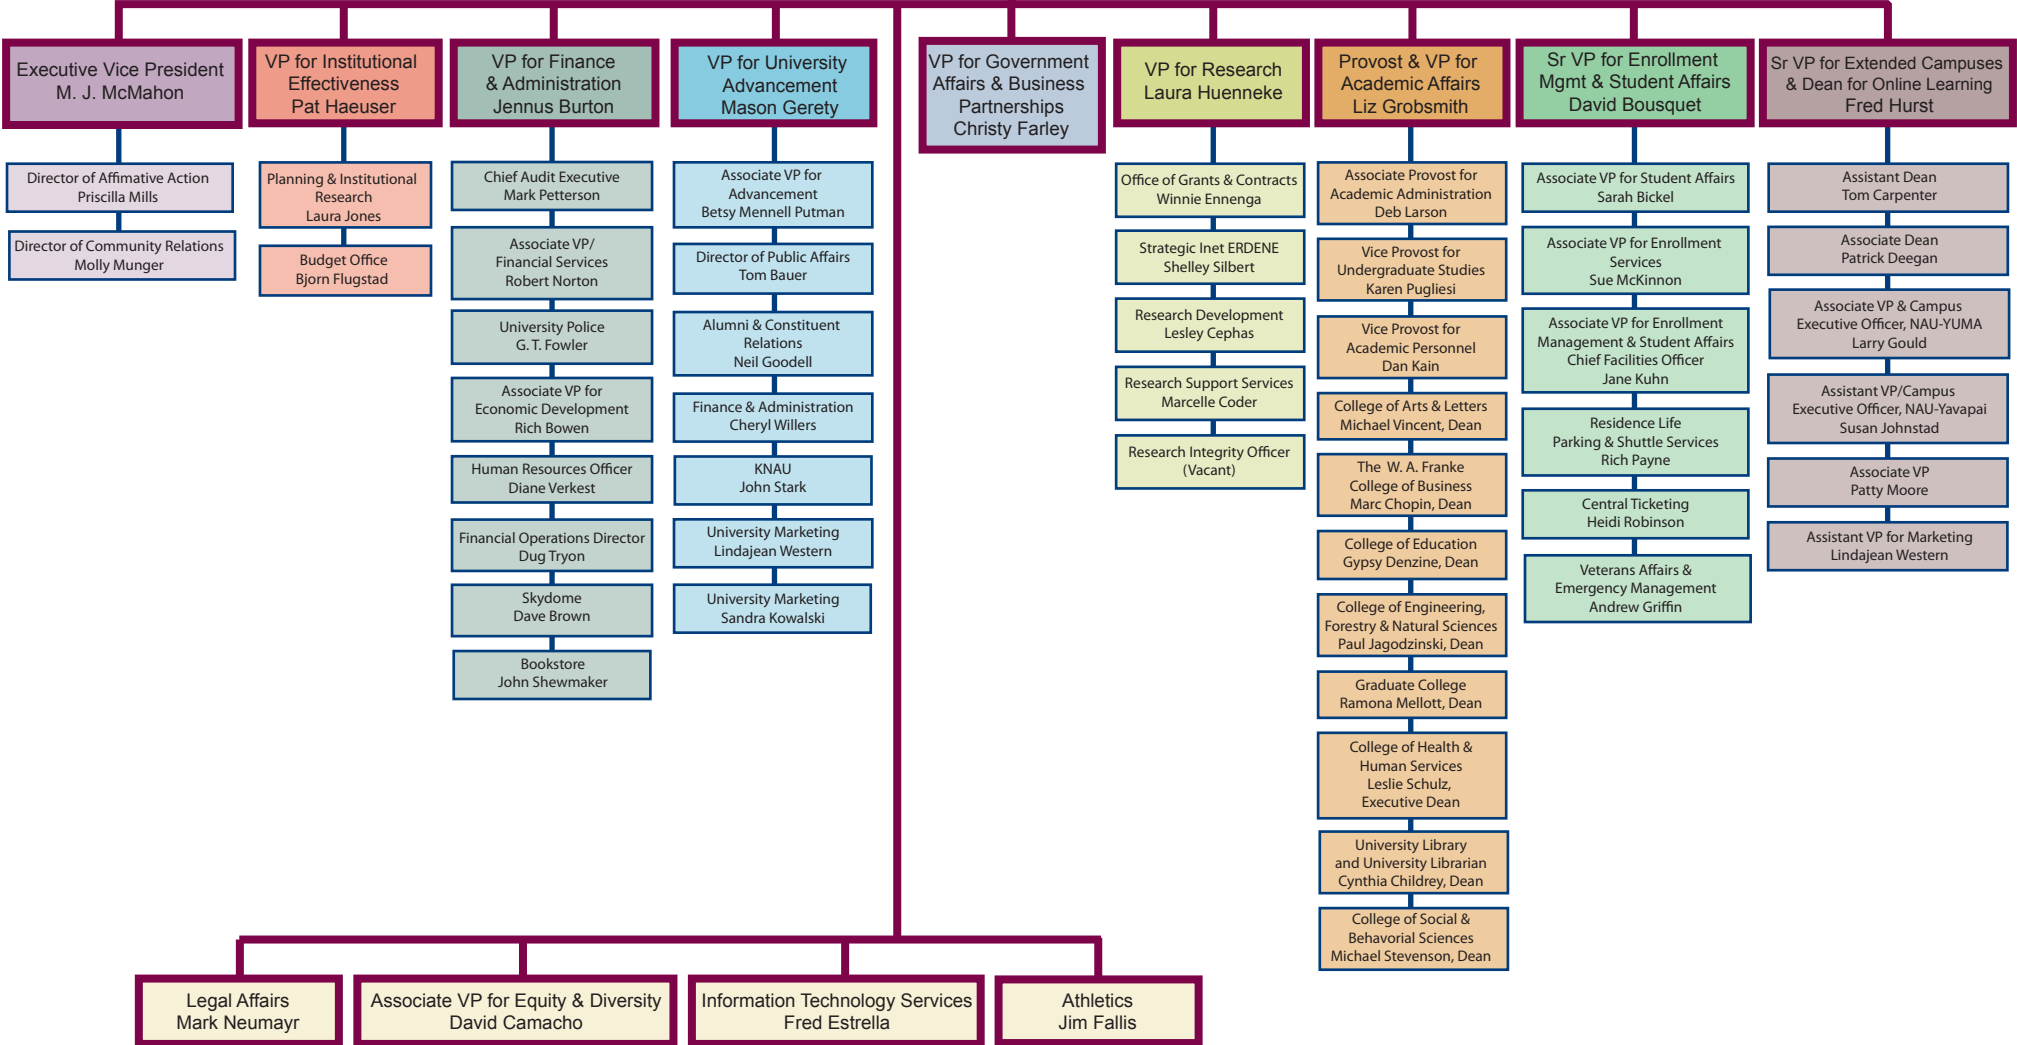 Executive Vice President
M. J. McMahon
Director of Affimative Action
Priscilla Mills
Director of Community Relations
Molly Munger
VP for Institutional
Effectiveness
Pat Haeuser
Planning & Institutional
Research
Laura Jones
Budget Office
Bjorn Flugstad
VP for Finance
& Administration
Jennus Burton
Chief Audit Executive
Mark Petterson
Associate VP/
Financial Services
Robert Norton
University Police
G. T. Fowler
Associate VP for
Economic Development
Rich Bowen
Human Resources Officer
Diane Verkest
Financial Operations Director
Dug Tryon
Skydome
Dave Brown
Bookstore
John Shewmaker
VP for University
Advancement
Mason Gerety
Associate VP for
Advancement
Betsy Mennell Putman
Director of Public Affairs
Tom Bauer
Alumni & Constituent
Relations
Neil Goodell
Finance & Administration
Cheryl Willers
KNAU
John Stark
University Marketing
Lindajean Western
University Marketing
Sandra Kowalski
VP for Government
Affairs & Business
Partnerships
Christy Farley
VP for Research
Laura Huenneke
Office of Grants & Contracts
Winnie Ennenga
Strategic Inet ERDENE
Shelley Silbert
Research Development
Lesley Cephas
Research Support Services
Marcelle Coder
Research Integrity Officer
(Vacant)
Provost & VP for
Academic Affairs
Liz Grobsmith
Associate Provost for
Academic Administration
Deb Larson
Vice Provost for
Undergraduate Studies
Karen Pugliesi
Vice Provost for
Academic Personnel
Dan Kain
College of Arts & Letters
Michael Vincent, Dean
The W. A. Franke
College of Business
Marc Chopin, Dean
College of Education
Gypsy Denzine, Dean
College of Engineering,
Forestry & Natural Sciences
Paul Jagodzinski, Dean
Graduate College
Ramona Mellott, Dean
College of Health &
Human Services
Leslie Schulz,
Executive Dean
University Library
and University Librarian
Cynthia Childrey, Dean
College of Social &
Behavorial Sciences
Michael Stevenson, Dean
Sr VP for Enrollment
Mgmt & Student Affairs
David Bousquet
Associate VP for Student Affairs
Sarah Bickel
Associate VP for Enrollment
Services
Sue McKinnon
Associate VP for Enrollment
Management & Student Affairs
Chief Facilities Officer
Jane Kuhn
Residence Life
Parking & Shuttle Services
Rich Payne
Central Ticketing
Heidi Robinson
Veterans Affairs &
Emergency Management
Andrew Griffin
Sr VP for Extended Campuses
& Dean for Online Learning
Fred Hurst
Assistant Dean
Tom Carpenter
Associate Dean
Patrick Deegan
Associate VP & Campus
Executive Officer, NAU-YUMA
Larry Gould
Assistant VP/Campus
Executive Officer, NAU-Yavapai
Susan Johnstad
Associate VP
Patty Moore
Assistant VP for Marketing
Lindajean Western
Legal Affairs
Mark Neumayr
Associate VP for Equity & Diversity
David Camacho
Information Technology Services
Fred Estrella
Athletics
Jim Fallis